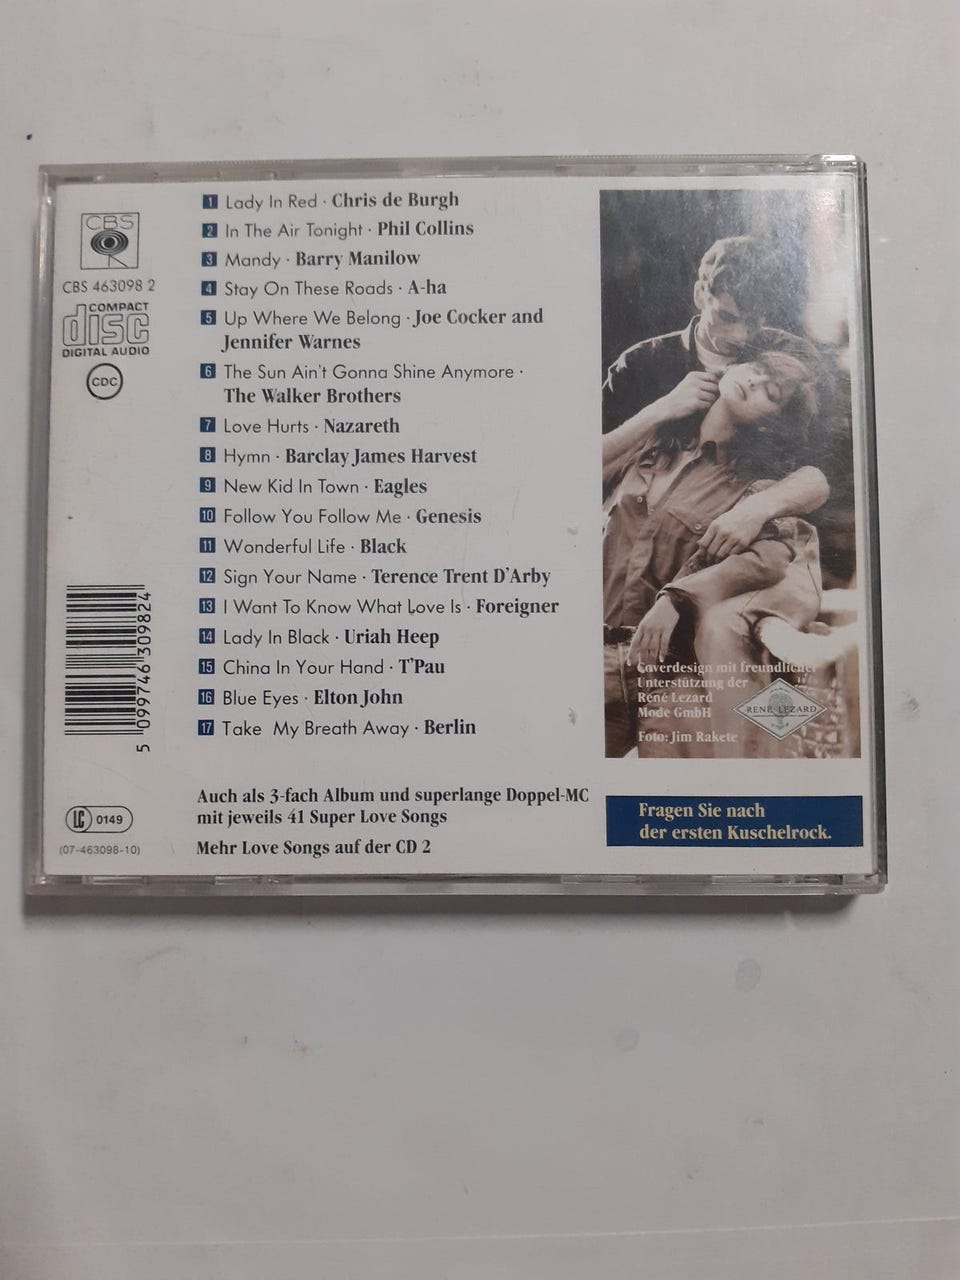 CBS
CBS 463098 2
COMPACT
disc
DIGITAL AUDIO
CDC
1 Lady In Red · Chris de Burgh
2 In The Air Tonight · Phil Collins
3 Mandy · Barry Manilow
4 Stay On These Roads · A-ha
5 Up Where We Belong · Joe Cocker and
Jennifer Warnes
6 The Sun Ain't Gonna Shine Anymore ·
The Walker Brothers
7 Love Hurts · Nazareth
8 Hymn · Barclay James Harvest
9 New Kid In Town · Eagles
10 Follow You Follow Me · Genesis
11 Wonderful Life · Black
12 Sign Your Name · Terence Trent D'Arby
13 I Want To Know What Love Is · Foreigner
14 Lady In Black · Uriah Heep
15 China In Your Hand · T'Pau
16 Blue Eyes · Elton John
17 Take My Breath Away · Berlin
5 099746 309824
LC 0149
(07-463098-10)
Auch als 3-fach Album und superlange Doppel-MC
mit jeweils 41 Super Love Songs
Mehr Love Songs auf der CD 2
Coverdesign mit freundlicher
Unterstützung der
René Lezard
Mode GmbH
RENÉ LEZARD
Foto: Jim Rakete
Fragen Sie nach
der ersten Kuschelrock.